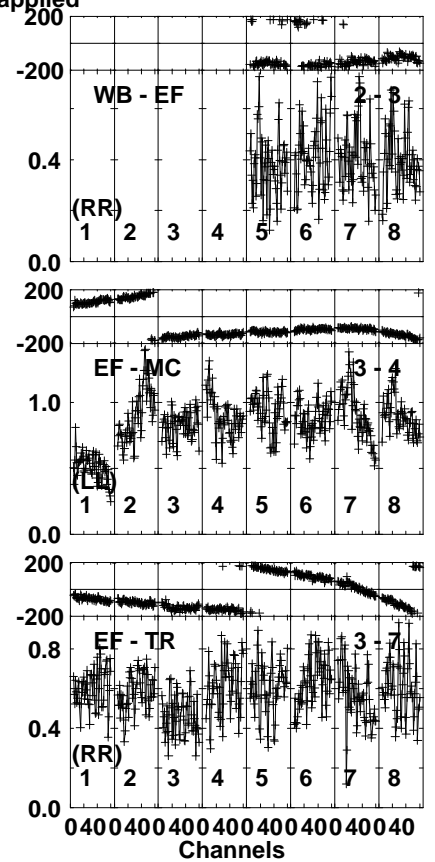 applied
200
-200
WB - EF 2 - 3
0.4
(RR)
1 2 3 4 5 6 7 8
0.0
200
-200
EF - MC 3 - 4
1.0
(LL)
1 2 3 4 5 6 7 8
0.0
200
-200
EF - TR 3 - 7
0.8
0.4
(RR)
1 2 3 4 5 6 7 8
0.0
0 40 0 40 0 40 0 40 0 40 0 40 0 40 0 40
Channels